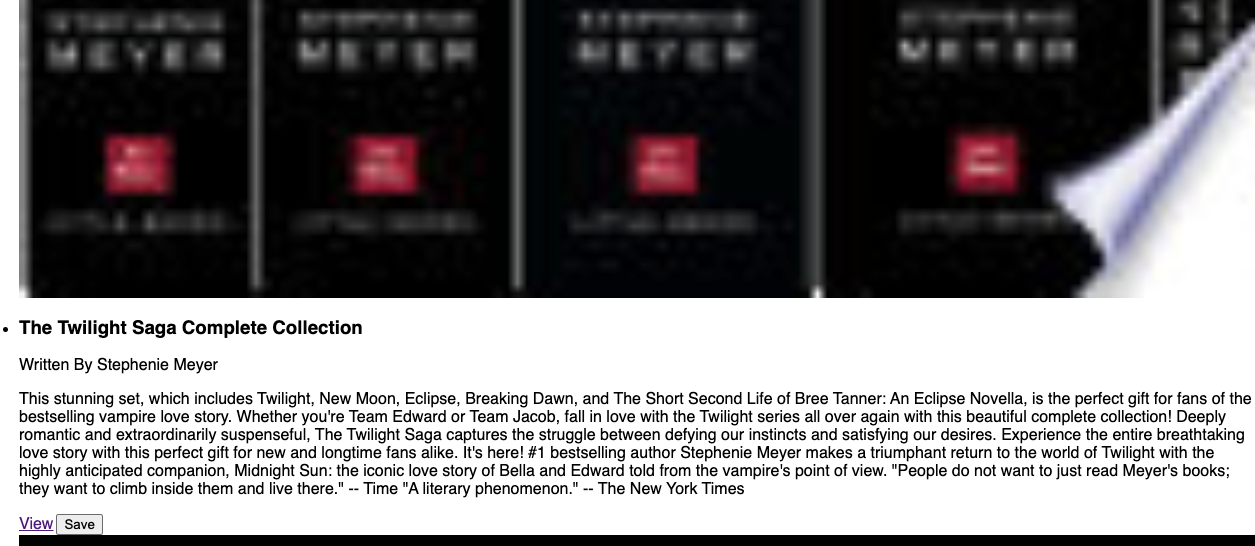 STEPHENIE STEPHENIE STEPHENIE STEPHENIE
MEYER MEYER MEYER MEYER
The Twilight Saga Complete Collection
Written By Stephenie Meyer
This stunning set, which includes Twilight, New Moon, Eclipse, Breaking Dawn, and The Short Second Life of Bree Tanner: An Eclipse Novella, is the perfect gift for fans of the
bestselling vampire love story. Whether you're Team Edward or Team Jacob, fall in love with the Twilight series all over again with this beautiful complete collection! Deeply
romantic and extraordinarily suspenseful, The Twilight Saga captures the struggle between defying our instincts and satisfying our desires. Experience the entire breathtaking
love story with this perfect gift for new and longtime fans alike. It's here! #1 bestselling author Stephenie Meyer makes a triumphant return to the world of Twilight with the
highly anticipated companion, Midnight Sun: the iconic love story of Bella and Edward told from the vampire's point of view. "People do not want to just read Meyer's books;
they want to climb inside them and live there." -- Time "A literary phenomenon." -- The New York Times
View Save